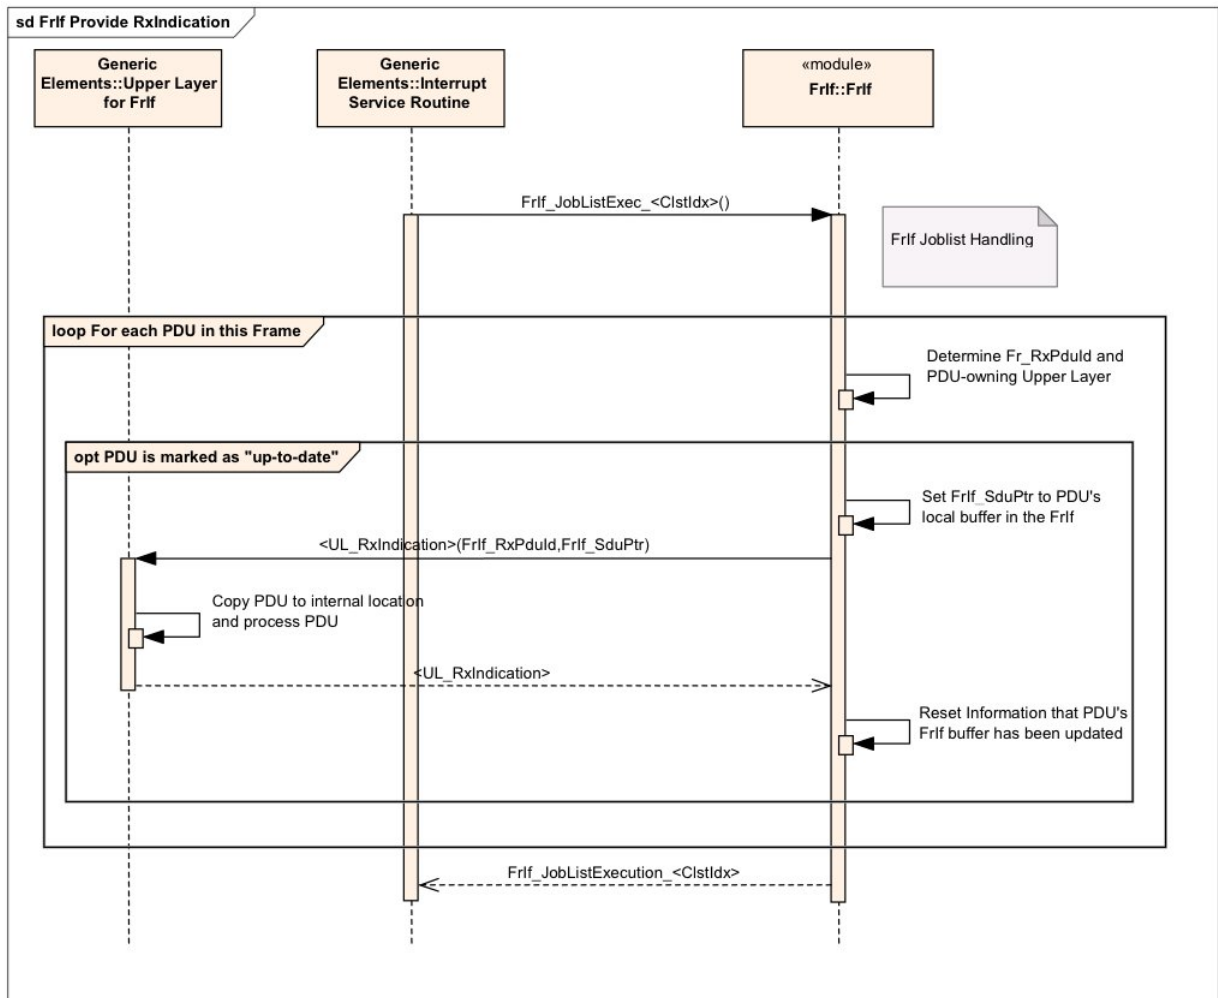 sd FrIf Provide RxIndication
Generic
Elements::Upper Layer
for FrIf
Generic
Elements::Interrupt
Service Routine
«module»
FrIf::FrIf
FrIf_JobListExec_<ClstIdx>()
FrIf Joblist Handling
loop For each PDU in this Frame
Determine Fr_RxPduId and
PDU-owning Upper Layer
opt PDU is marked as "up-to-date"
Set FrIf_SduPtr to PDU's
local buffer in the FrIf
<UL_RxIndication>(FrIf_RxPduId,FrIf_SduPtr)
Copy PDU to internal location
and process PDU
<UL_RxIndication>
Reset Information that PDU's
FrIf buffer has been updated
FrIf_JobListExecution_<ClstIdx>